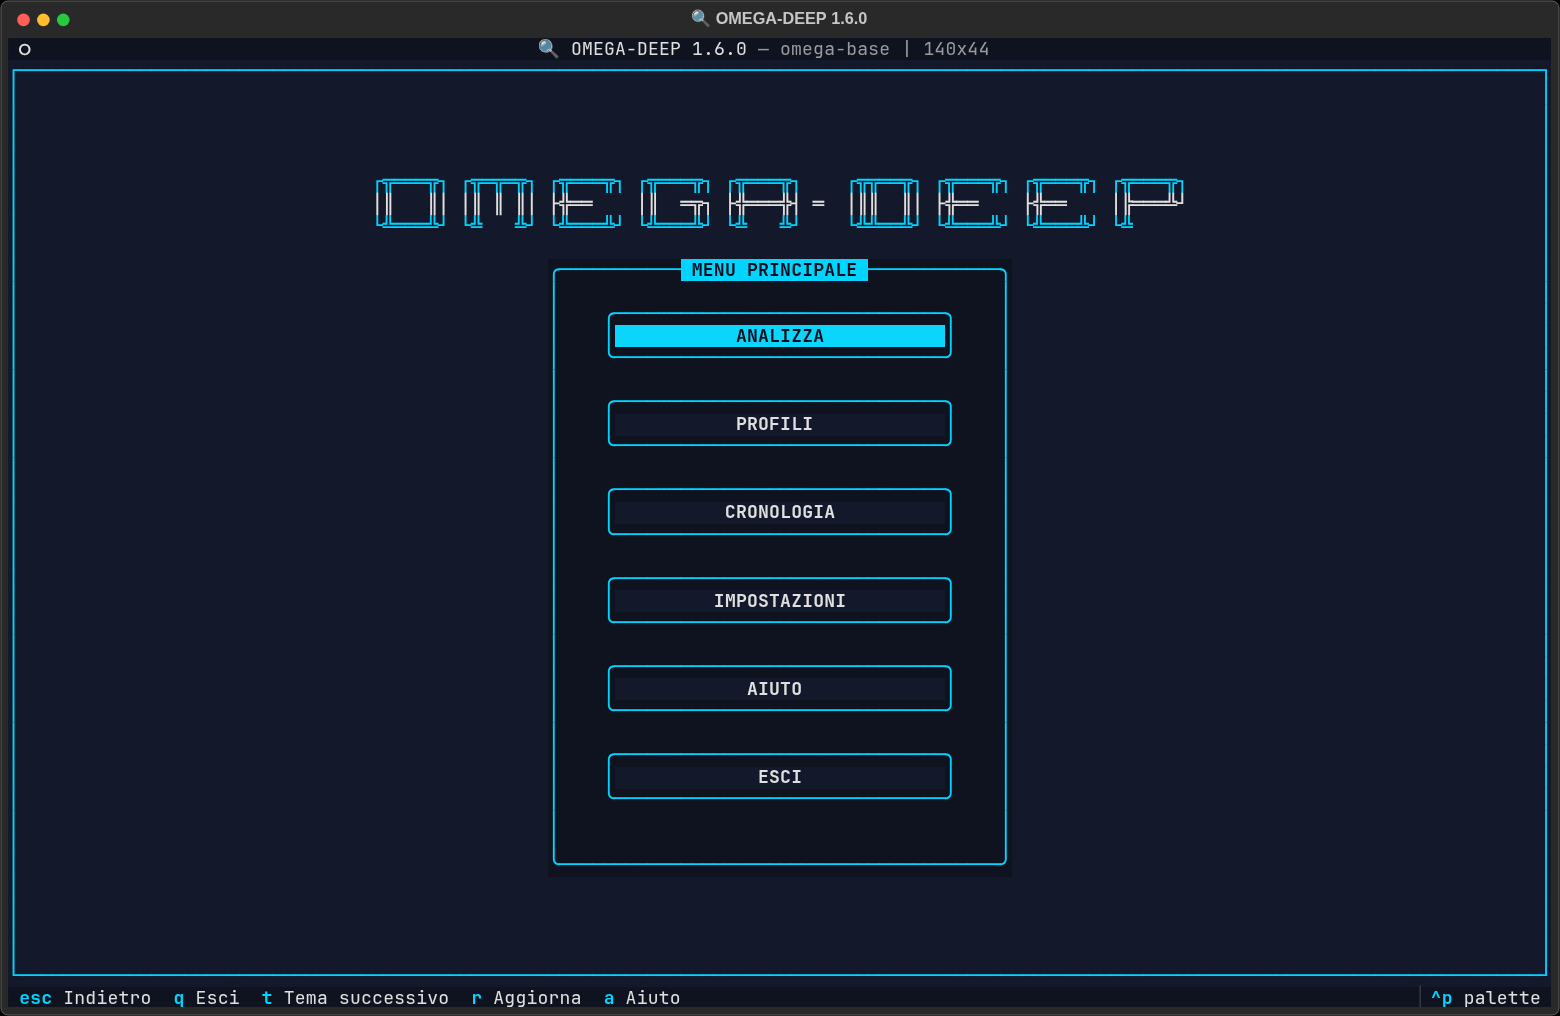 🔍 OMEGA-DEEP 1.6.0
🔍 OMEGA-DEEP 1.6.0 — omega-base | 140x44
OMEGA-DEEP
MENU PRINCIPALE
ANALIZZA
PROFILI
CRONOLOGIA
IMPOSTAZIONI
AIUTO
ESCI
esc Indietro q Esci t Tema successivo r Aggiorna a Aiuto ^p palette